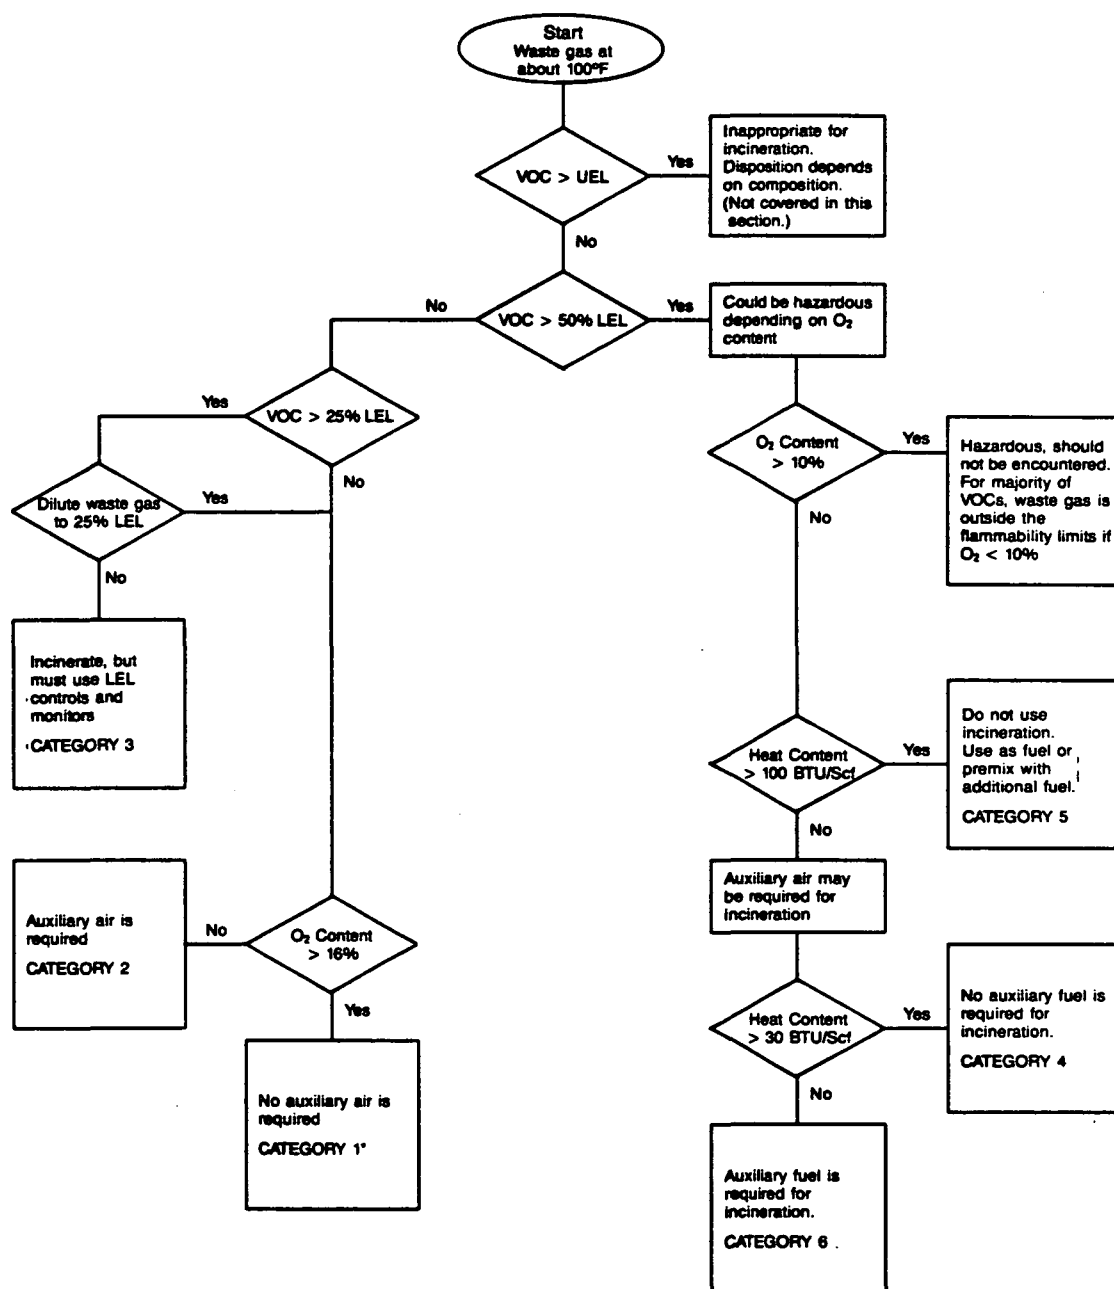 Start
Waste gas at
about 100ºF
VOC > UEL
Yes
Inappropriate for
incineration.
Disposition depends
on composition.
(Not covered in this
section.)
No
VOC > 50% LEL
No
Yes
Could be hazardous
depending on O₂
content
VOC > 25% LEL
Yes
No
O₂ Content
> 10%
Yes
No
Hazardous, should
not be encountered.
For majority of
VOCs, waste gas is
outside the
flammability limits if
O₂ < 10%
Dilute waste gas
to 25% LEL
Yes
No
Incinerate, but
must use LEL
controls and
monitors
CATEGORY 3
Heat Content
> 100 BTU/Scf
Yes
No
Do not use
incineration.
Use as fuel or
premix with
additional fuel.
CATEGORY 5
Auxiliary air may
be required for
incineration
Auxiliary air is
required
CATEGORY 2
No
O₂ Content
> 16%
Yes
No auxiliary air is
required
CATEGORY 1*
Heat Content
> 30 BTU/Scf
Yes
No
No auxiliary fuel is
required for
incineration.
CATEGORY 4
Auxiliary fuel is
required for
incineration.
CATEGORY 6